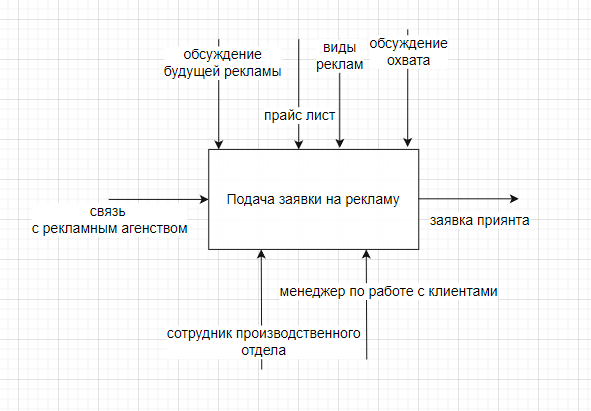 обсуждение
будущей рекламы
прайс лист
виды
реклам
обсуждение
охвата
Подача заявки на рекламу
связь
с рекламным агенством
заявка приянта
менеджер по работе с клиентами
сотрудник производственного
отдела